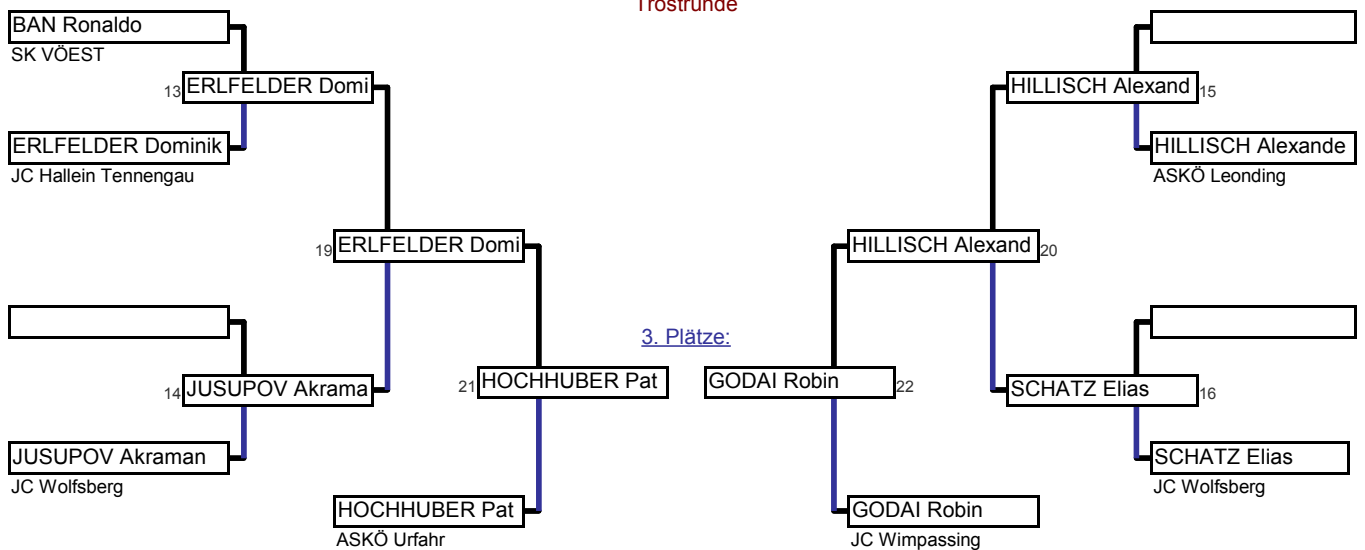 Trostrunde
BAN Ronaldo
SK VÖEST
13 ERLFELDER Domi
HILLISCH Alexand 15
ERLFELDER Dominik
JC Hallein Tennengau
HILLISCH Alexande
ASKÖ Leonding
19 ERLFELDER Domi
HILLISCH Alexand 20
3. Plätze:
14 JUSUPOV Akrama
21 HOCHHUBER Pat
GODAI Robin 22
SCHATZ Elias 16
JUSUPOV Akraman
JC Wolfsberg
SCHATZ Elias
JC Wolfsberg
HOCHHUBER Pat
ASKÖ Urfahr
GODAI Robin
JC Wimpassing